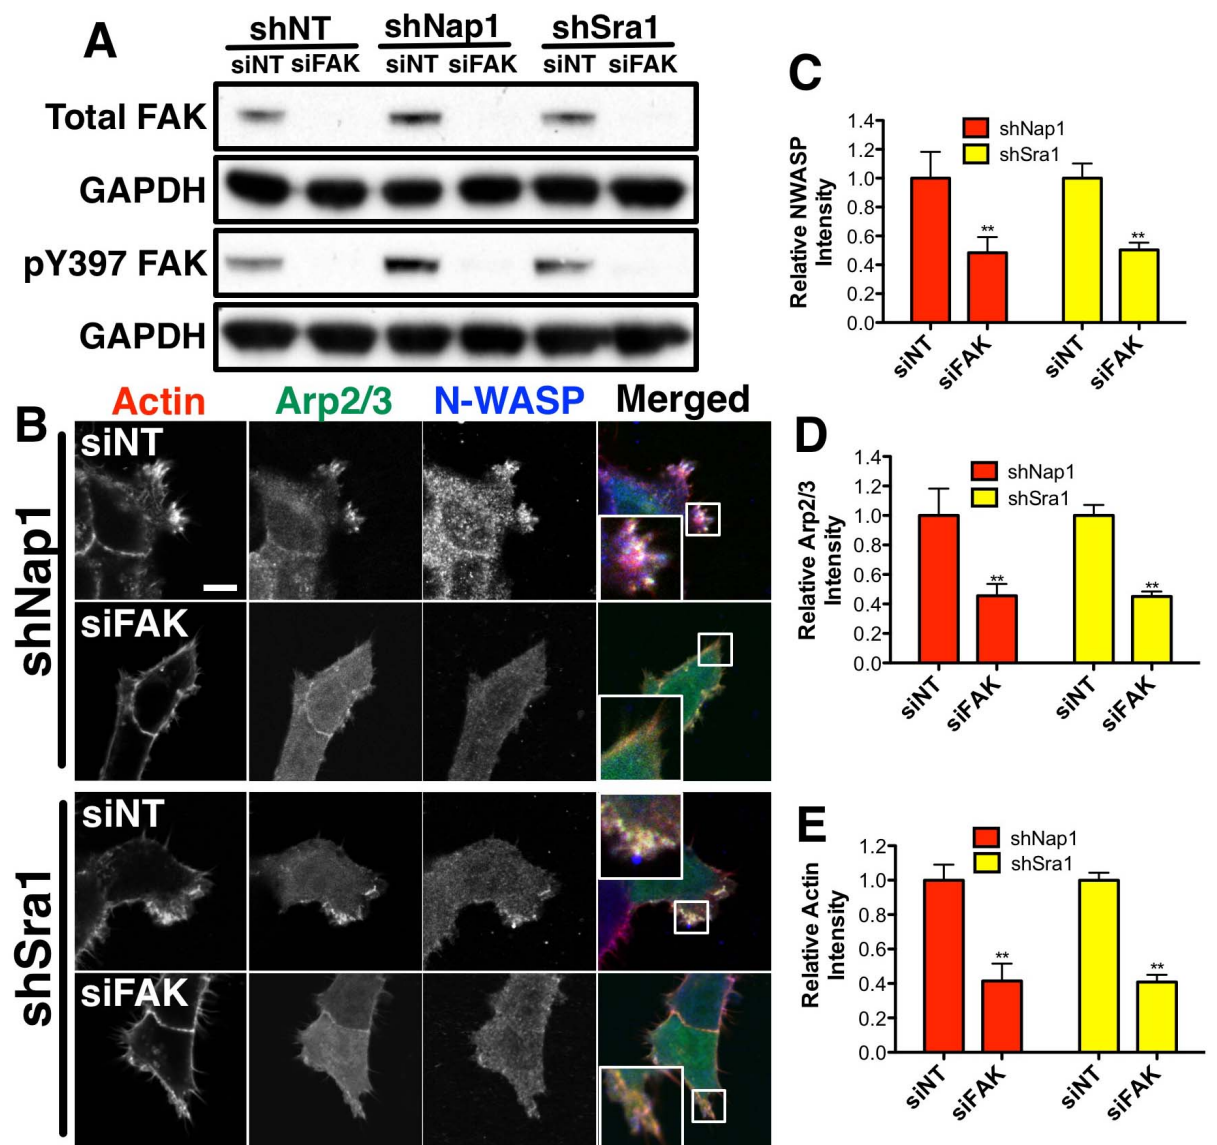 A
shNT shNap1 shSra1
siNT siFAK siNT siFAK siNT siFAK
Total FAK
GAPDH
pY397 FAK
GAPDH
B
Actin Arp2/3 N-WASP Merged
shNap1
siNT
siFAK
shSra1
siNT
siFAK
C
Relative NWASP
Intensity
1.4
1.2
1.0
0.8
0.6
0.4
0.2
0.0
shNap1
shSra1
**
**
siNT siFAK siNT siFAK
D
Relative Arp2/3
Intensity
1.4
1.2
1.0
0.8
0.6
0.4
0.2
0.0
shNap1
shSra1
**
**
siNT siFAK siNT siFAK
E
Relative Actin
Intensity
1.2
1.0
0.8
0.6
0.4
0.2
0.0
shNap1
shSra1
**
**
siNT siFAK siNT siFAK